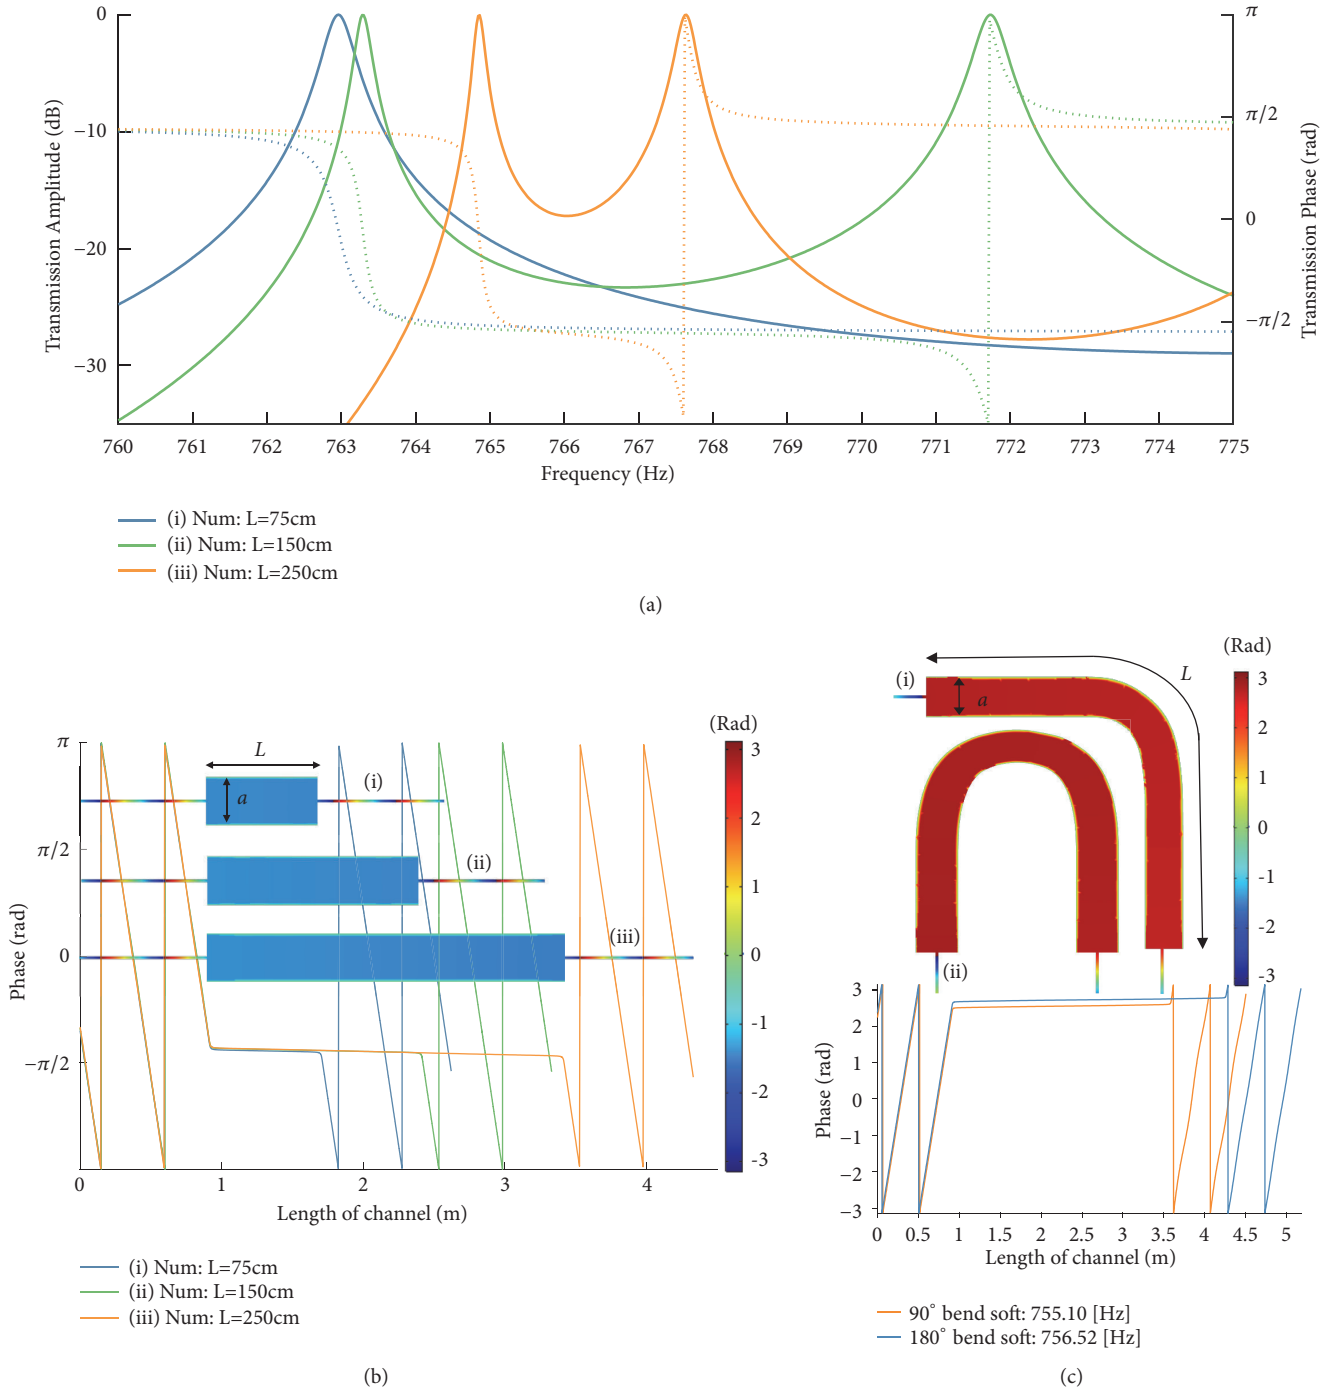 0
−10
−20
−30
Transmission Amplitude (dB)
π
π/2
0
−π/2
Transmission Phase (rad)
760 761 762 763 764 765 766 767 768 769 770 771 772 773 774 775
Frequency (Hz)
(i) Num: L=75cm
(ii) Num: L=150cm
(iii) Num: L=250cm
(a)
π
π/2
0
−π/2
Phase (rad)
L
a
(i)
(ii)
(iii)
(Rad)
3
2
1
0
-1
-2
-3
0 1 2 3 4
Length of channel (m)
(i) Num: L=75cm
(ii) Num: L=150cm
(iii) Num: L=250cm
(b)
(i)
a
L
(ii)
(Rad)
3
2
1
0
-1
-2
-3
3
2
1
0
−1
−2
−3
Phase (rad)
0 0.5 1 1.5 2 2.5 3 3.5 4 4.5 5
Length of channel (m)
90° bend soft: 755.10 [Hz]
180° bend soft: 756.52 [Hz]
(c)